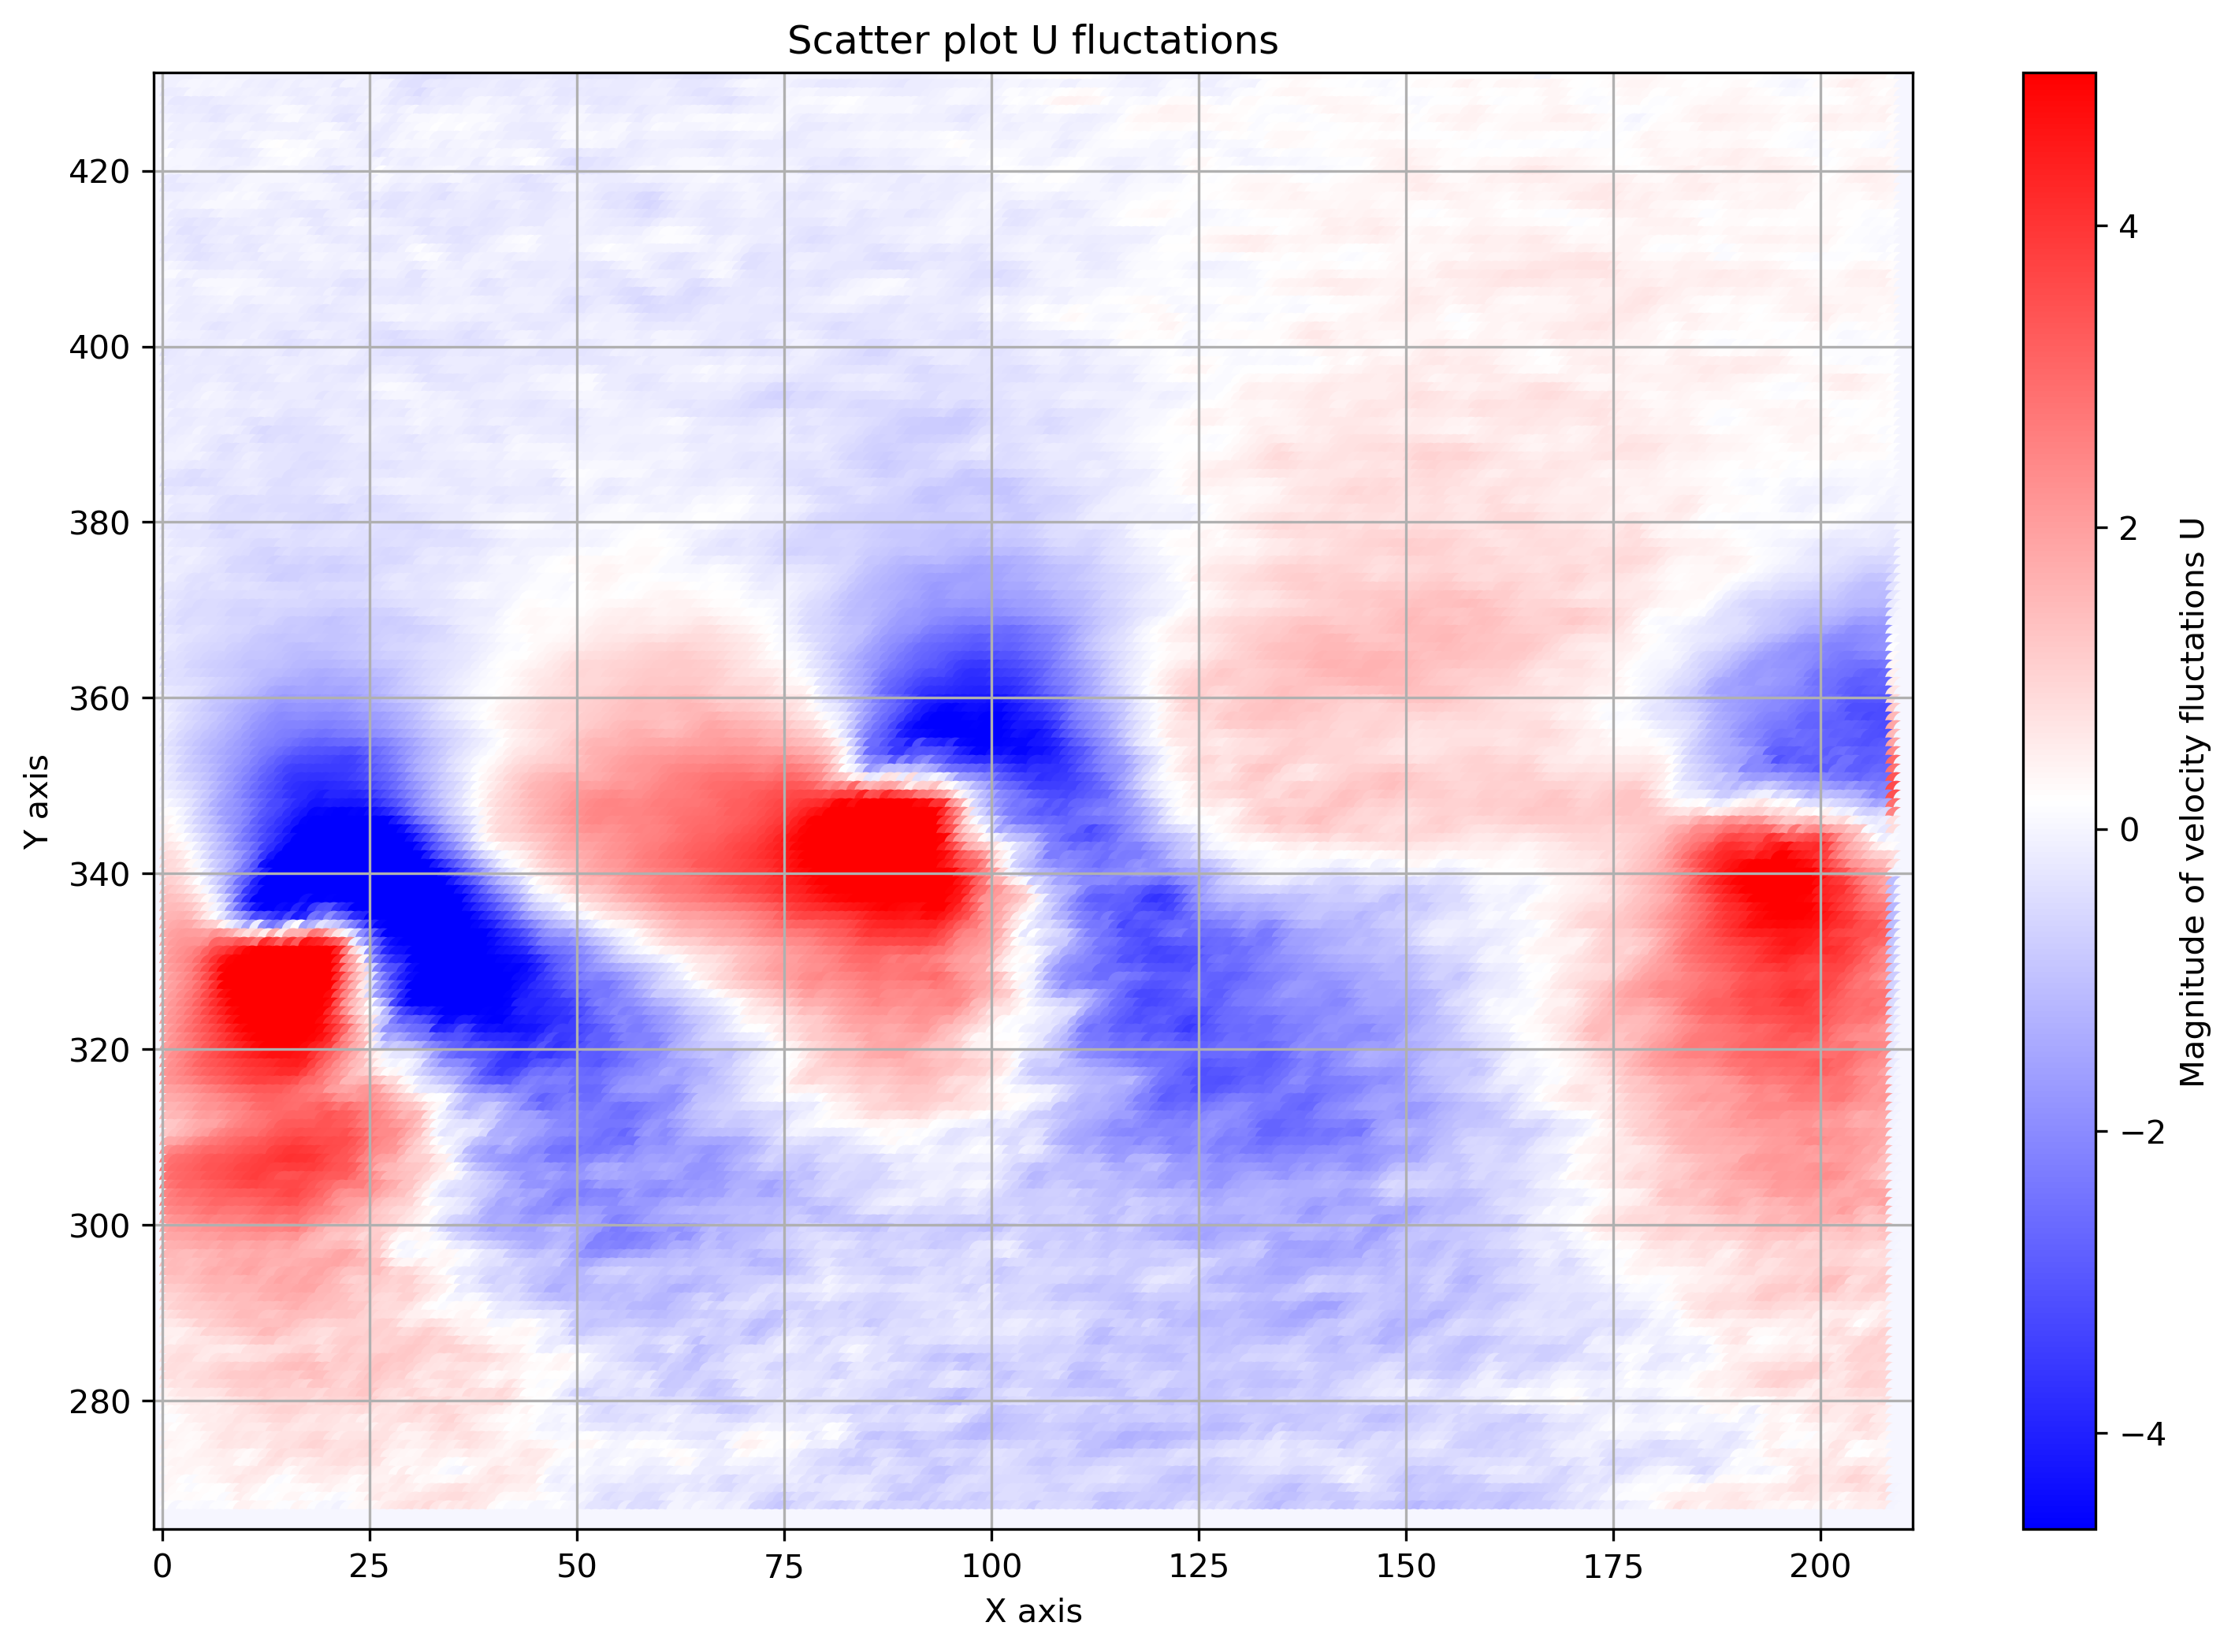 Scatter plot U fluctations
420
400
380
360
340
320
300
280
Y axis
0 25 50 75 100 125 150 175 200
X axis
4
2
0
−2
−4
Magnitude of velocity fluctations U